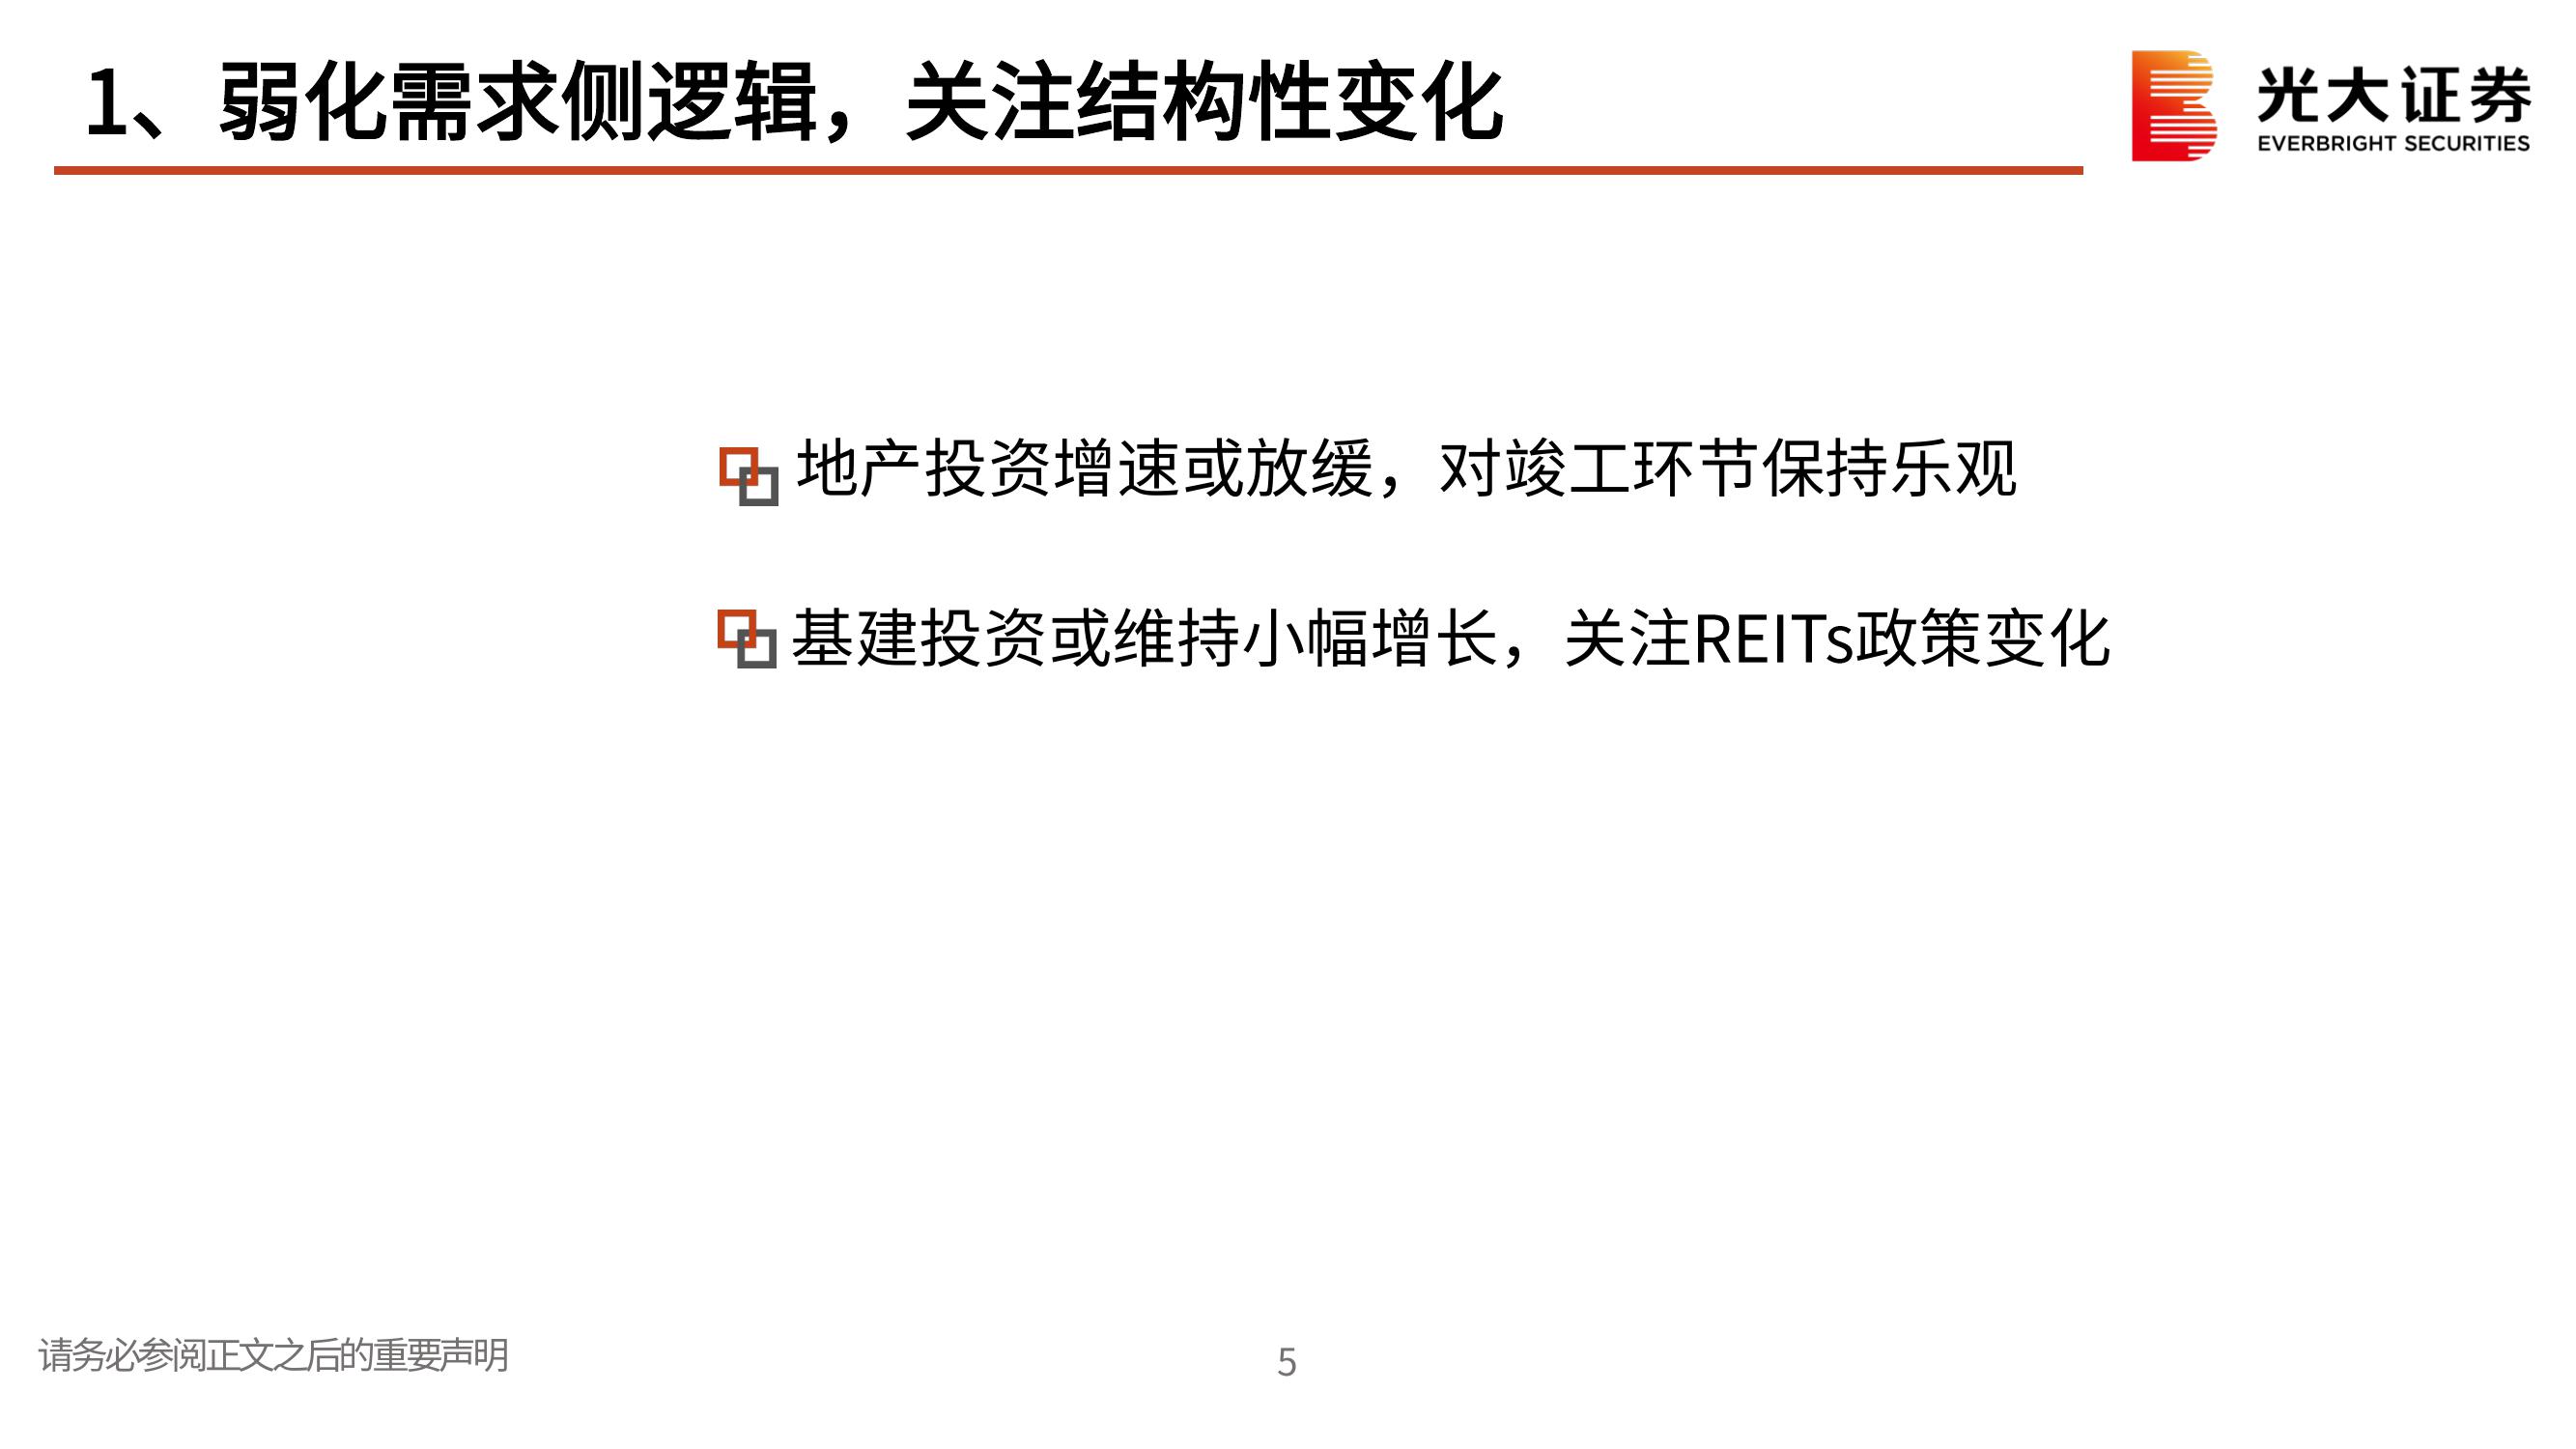 1、弱化需求侧逻辑，关注结构性变化
光大证券
EVERBRIGHT SECURITIES
地产投资增速或放缓，对竣工环节保持乐观
基建投资或维持小幅增长，关注REITs政策变化
请务必参阅正文之后的重要声明
5